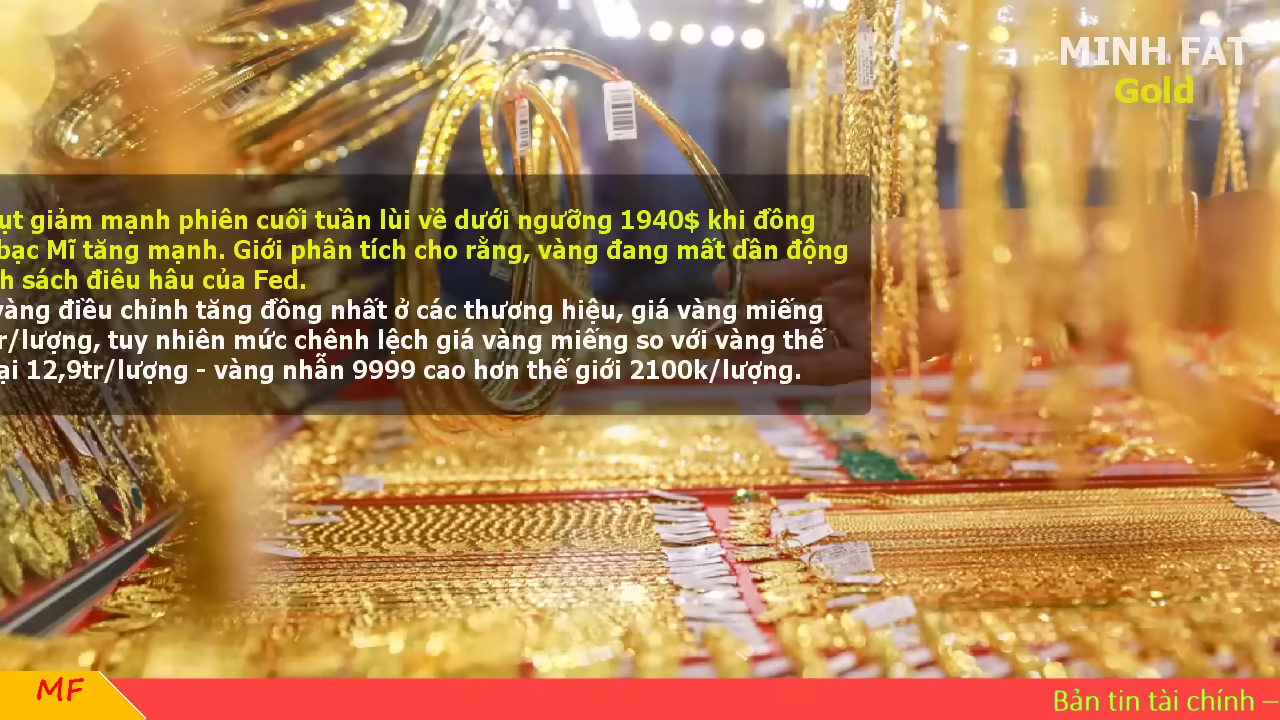 MINH FAT
Gold
giảm mạnh phiên cuối tuần lùi về dưới ngưỡng 1940$ khi đồng
bạc Mĩ tăng mạnh. Giới phân tích cho rằng, vàng đang mất dần động
sách diều hâu của Fed.
vàng điều chỉnh tăng đồng nhất ở các thương hiệu, giá vàng miếng
/lượng, tuy nhiên mức chênh lệch giá vàng miếng so với vàng thế
12,9tr/lượng - vàng nhẫn 9999 cao hơn thế giới 2100k/lượng.
MF
Bản tin tài chính –